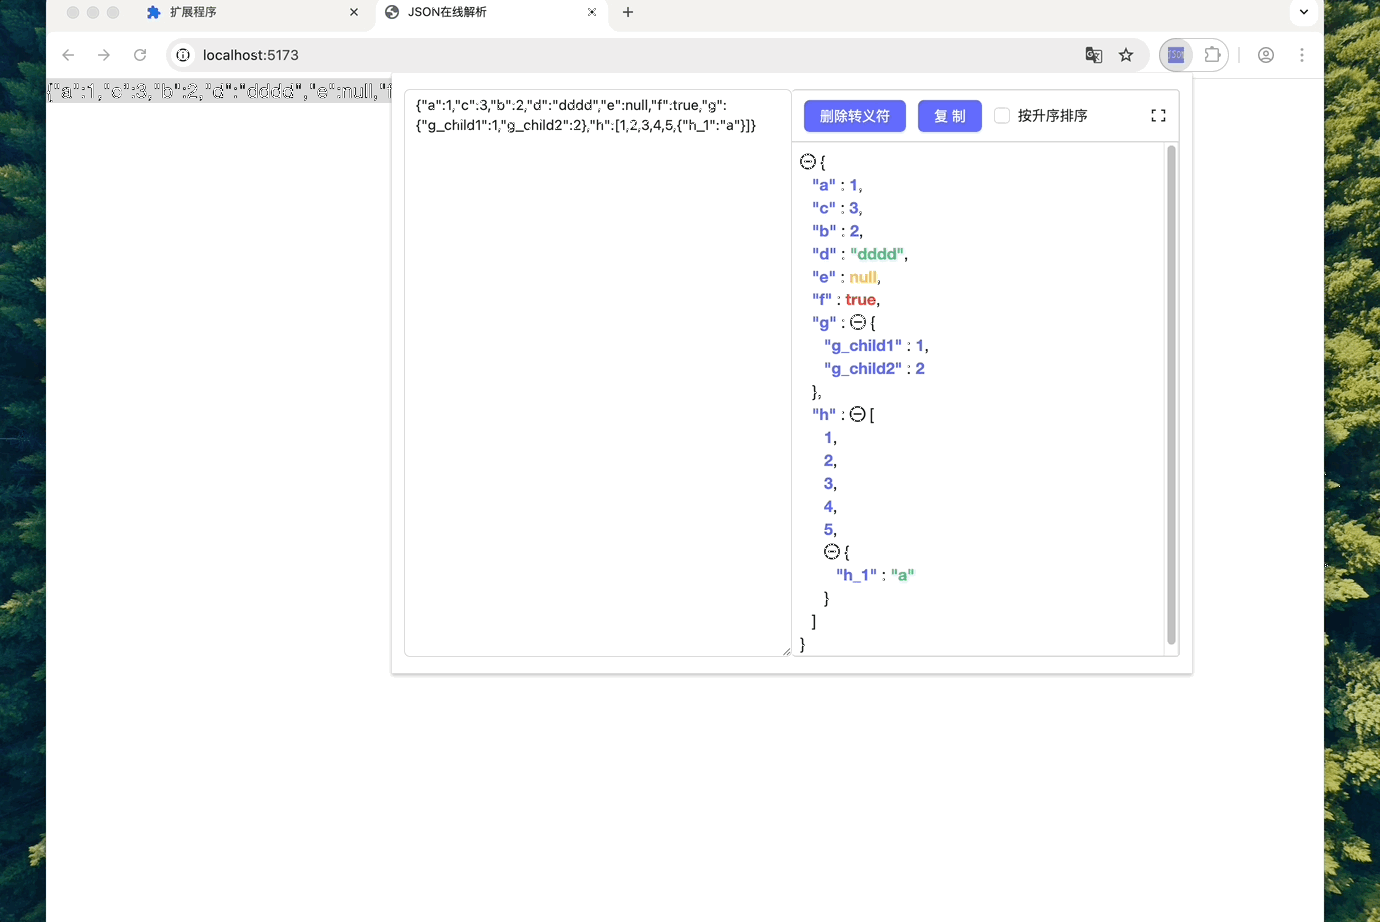 扩展程序
JSON在线解析
localhost:5173
{"a":1,"c":3,"b":2,"d":"dddd","e":null,"f
{"a":1,"c":3,"b":2,"d":"dddd","e":null,"f":true,"g":
{"g_child1":1,"g_child2":2},"h":[1,2,3,4,5,{"h_1":"a"}]}
删除转义符
复 制
按升序排序
{
"a" : 1,
"c" : 3,
"b" : 2,
"d" : "dddd",
"e" : null,
"f" : true,
"g" : {
"g_child1" : 1,
"g_child2" : 2
},
"h" : [
1,
2,
3,
4,
5,
{
"h_1" : "a"
}
]
}